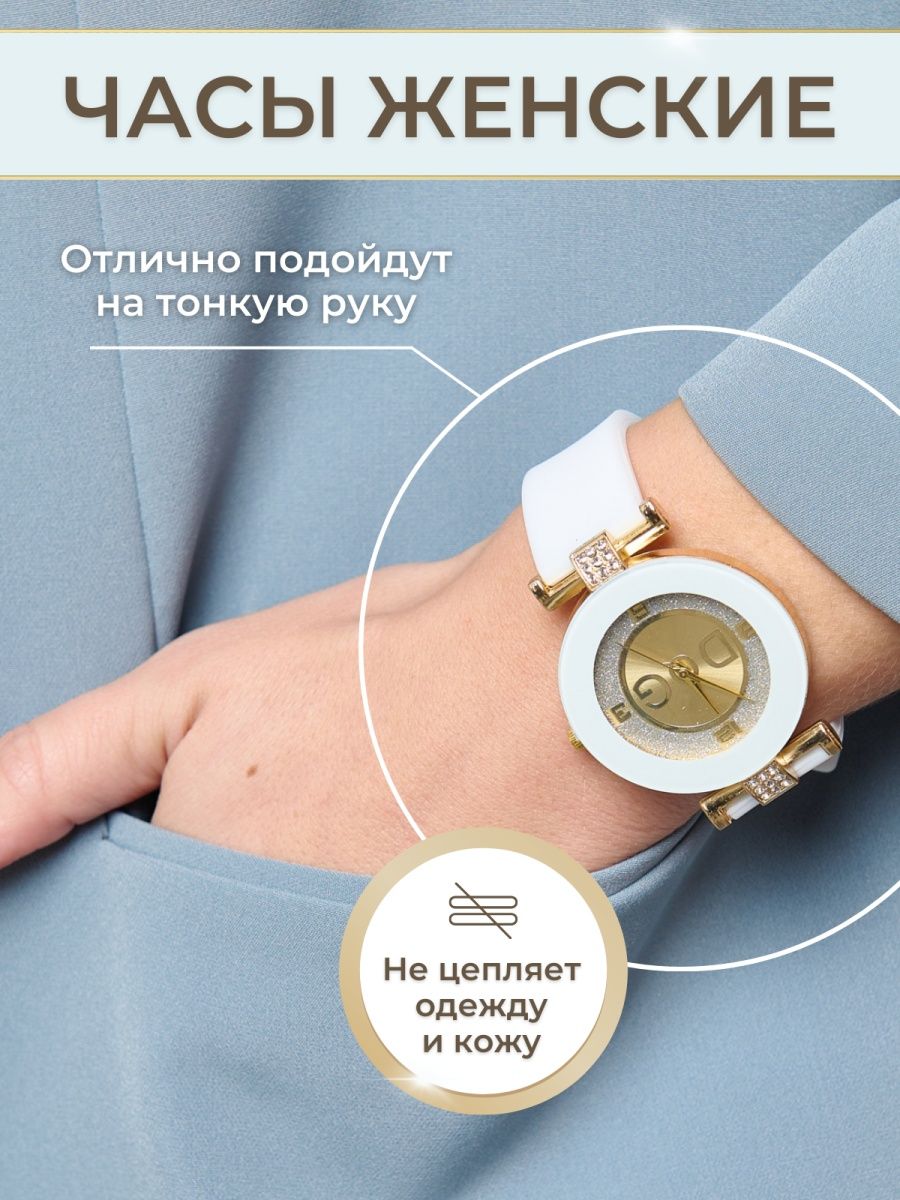 ЧАСЫ ЖЕНСКИЕ
Отлично подойдут
на тонкую руку
D G
Не цепляет
одежду
и кожу